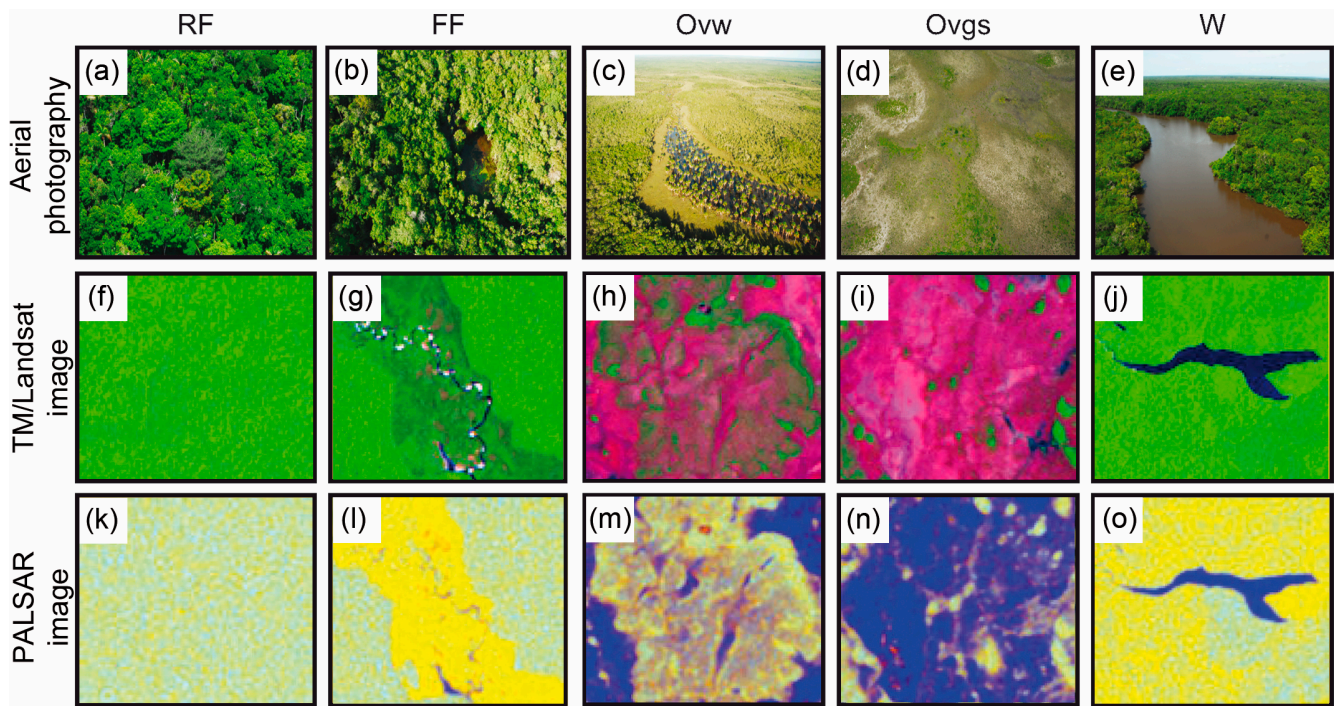 RF FF Ovw Ovgs W
Aerial
photography
(a) (b) (c) (d) (e)
TM/Landsat
image
(f) (g) (h) (i) (j)
PALSAR
image
(k) (l) (m) (n) (o)